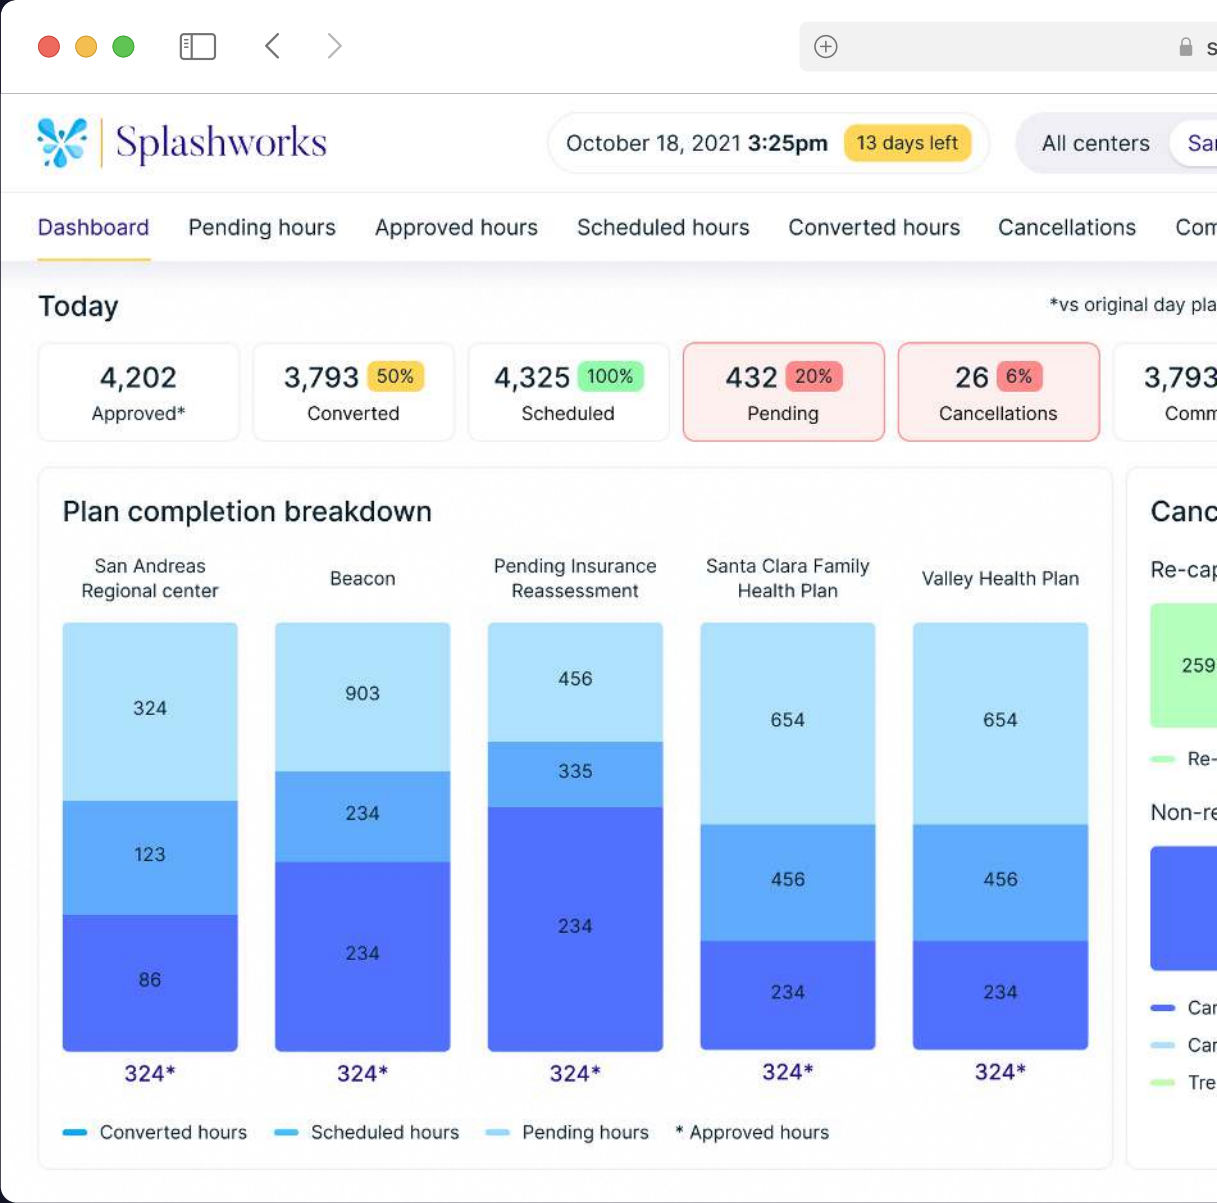 Splashworks
October 18, 2021 3:25pm
13 days left
All centers
Dashboard
Pending hours
Approved hours
Scheduled hours
Converted hours
Cancellations
Today
*vs original day
4,202
Approved*
3,793 50%
Converted
4,325 100%
Scheduled
432 20%
Pending
26 6%
Cancellations
3,793
Plan completion breakdown
San Andreas
Regional center
324
123
86
324*
Beacon
903
234
234
324*
Pending Insurance
Reassessment
456
335
234
324*
Santa Clara Family
Health Plan
654
456
234
324*
Valley Health Plan
654
456
234
324*
Converted hours
Scheduled hours
Pending hours
* Approved hours
259